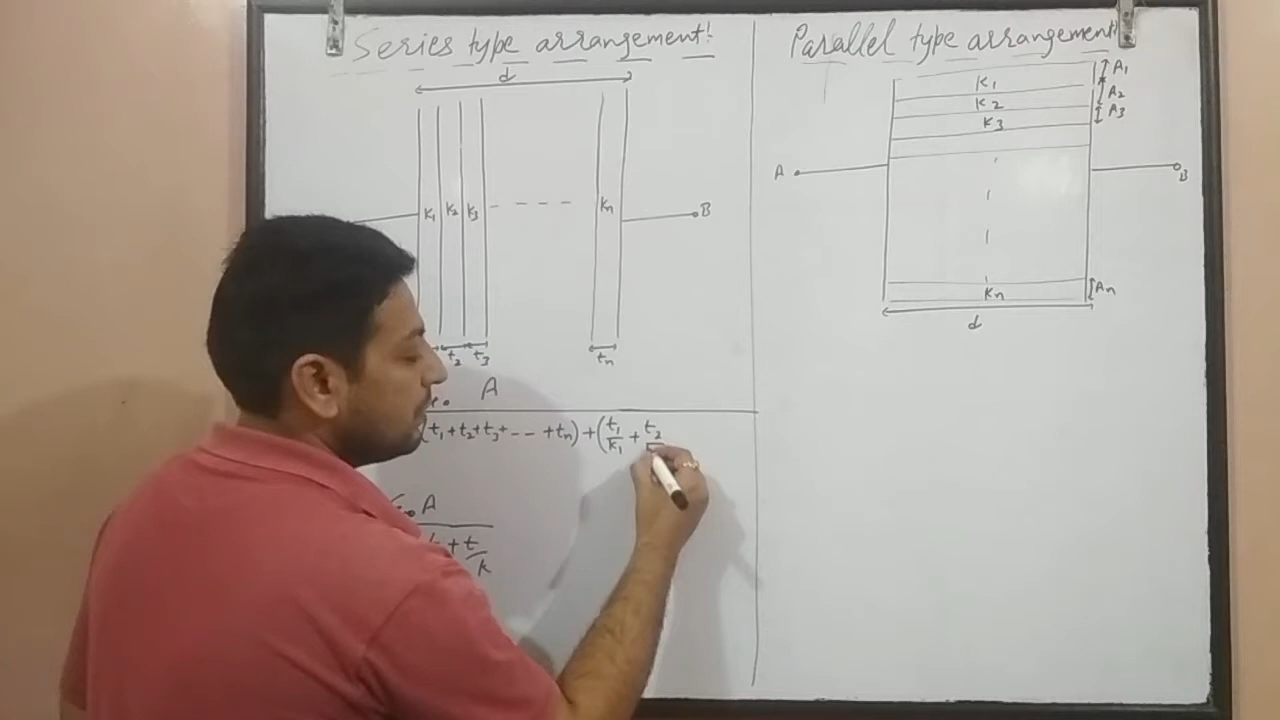 Series type arrangement!
d
K1 K2 K3 - - - - Kn
B
t2 t3 tn
A
(t1+t2+t3+ -- +tn)+(t1/K1 + t2
ε0 A
+ t/K
Parallel type arrangement!
K1 A1
K2 A2
K3 A3
A B
Kn An
d